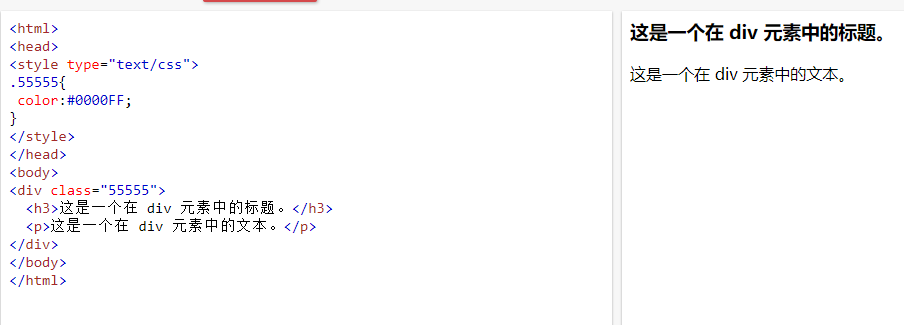 <html>
<head>
<style type="text/css">
.55555{
 color:#0000FF;
}
</style>
</head>
<body>
<div class="55555">
  <h3>这是一个在 div 元素中的标题。</h3>
  <p>这是一个在 div 元素中的文本。</p>
</div>
</body>
</html>
这是一个在 div 元素中的标题。
这是一个在 div 元素中的文本。